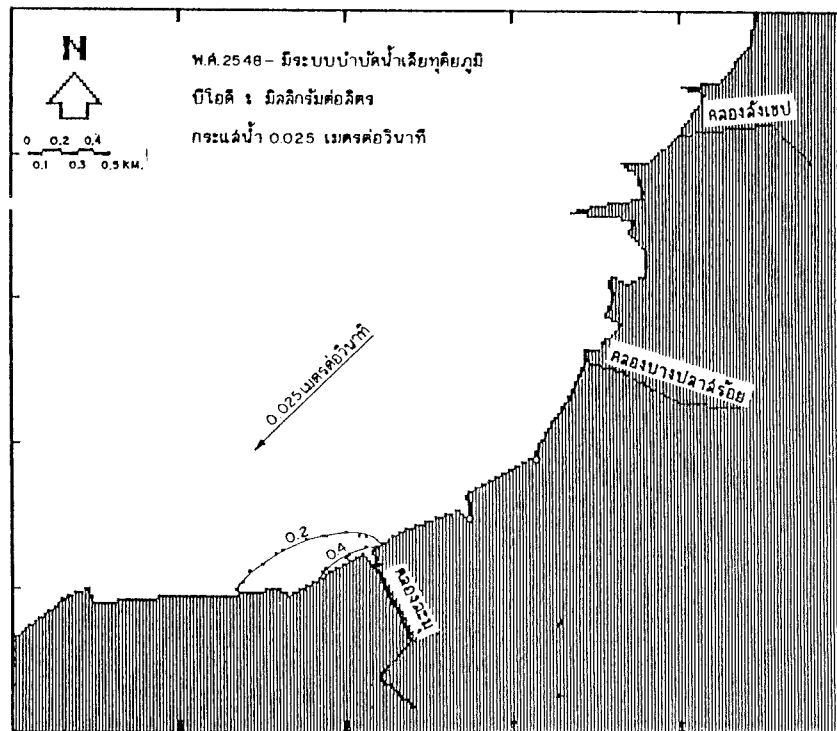 N
พ.ศ.2548 - มีระบบบำบัดน้ำเสียทุติยภูมิ
บีโอดี : มิลลิกรัมต่อลิตร
กระแสน้ำ 0.025 เมตรต่อวินาที
0 0.2 0.4
0.1 0.3 0.5 KM.
คลองสังเขป
คลองบางปลาสร้อย
0.025 เมตรต่อวินาที
0.2
0.4
คลองละมุ